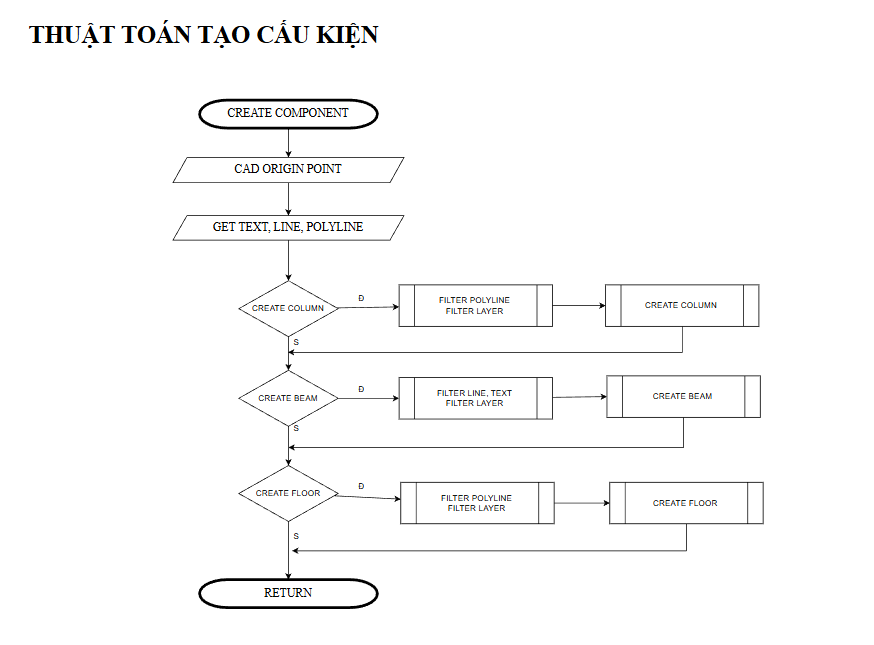 THUẬT TOÁN TẠO CẤU KIỆN
CREATE COMPONENT
CAD ORIGIN POINT
GET TEXT, LINE, POLYLINE
CREATE COLUMN
Đ
FILTER POLYLINE
FILTER LAYER
CREATE COLUMN
S
CREATE BEAM
Đ
FILTER LINE, TEXT
FILTER LAYER
CREATE BEAM
S
CREATE FLOOR
Đ
FILTER POLYLINE
FILTER LAYER
CREATE FLOOR
S
RETURN